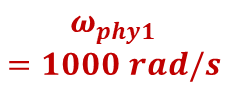 ω_phy1
= 1000 rad/s